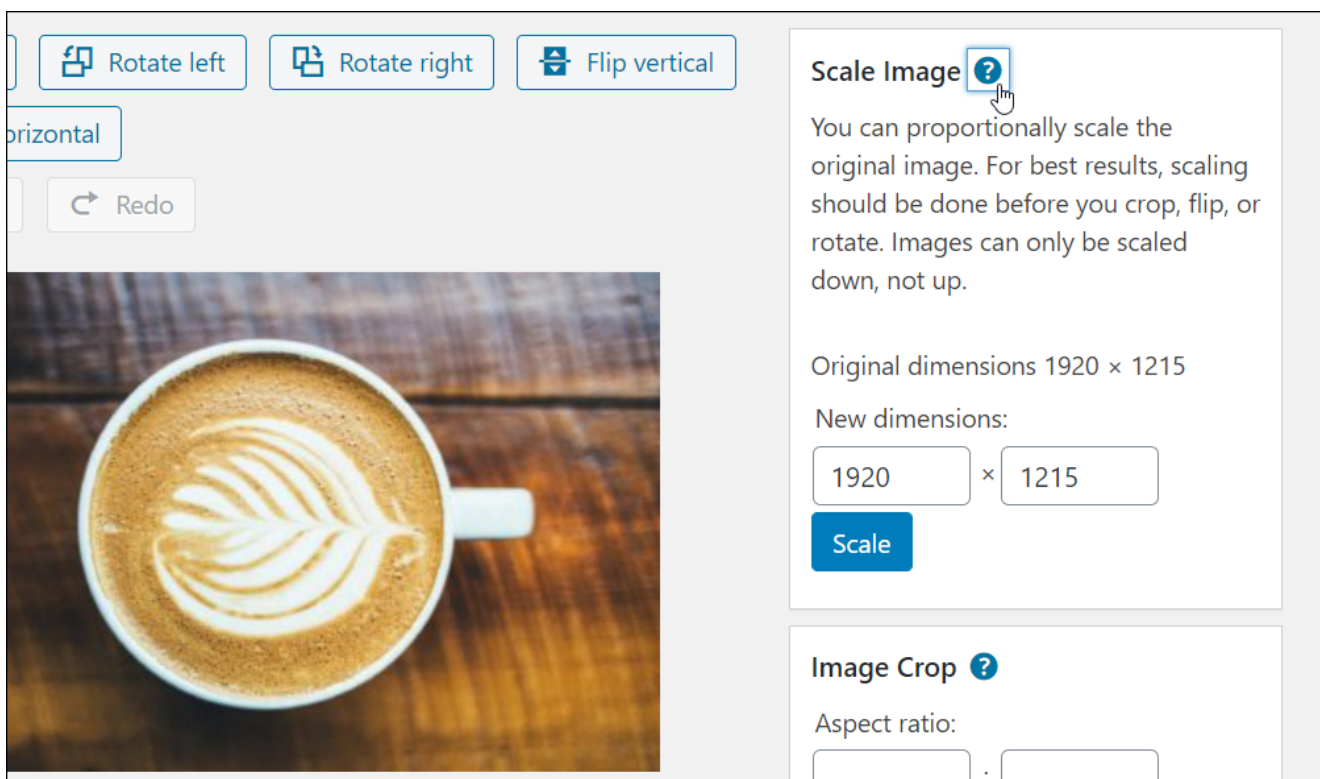 Rotate left
Rotate right
Flip vertical
orizontal
Redo
Scale Image ?
You can proportionally scale the
original image. For best results, scaling
should be done before you crop, flip, or
rotate. Images can only be scaled
down, not up.
Original dimensions 1920 × 1215
New dimensions:
1920 × 1215
Scale
Image Crop ?
Aspect ratio:
: